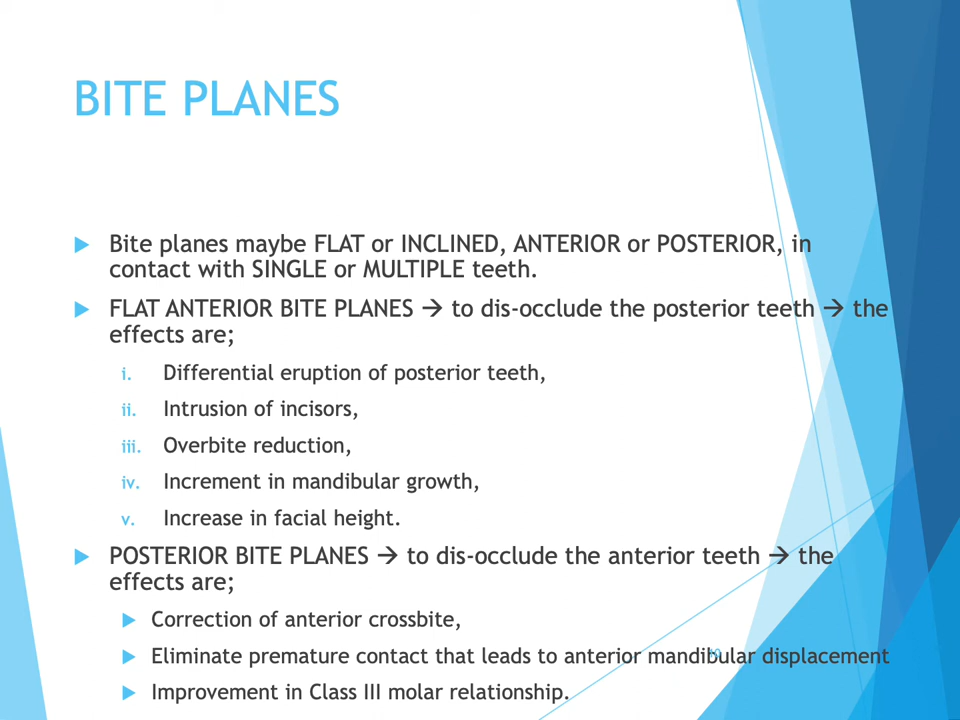 BITE PLANES
Bite planes maybe FLAT or INCLINED, ANTERIOR or POSTERIOR, in
contact with SINGLE or MULTIPLE teeth.
FLAT ANTERIOR BITE PLANES → to dis-occlude the posterior teeth → the
effects are;
i. Differential eruption of posterior teeth,
ii. Intrusion of incisors,
iii. Overbite reduction,
iv. Increment in mandibular growth,
v. Increase in facial height.
POSTERIOR BITE PLANES → to dis-occlude the anterior teeth → the
effects are;
Correction of anterior crossbite,
Eliminate premature contact that leads to anterior mandibular displacement
Improvement in Class III molar relationship.